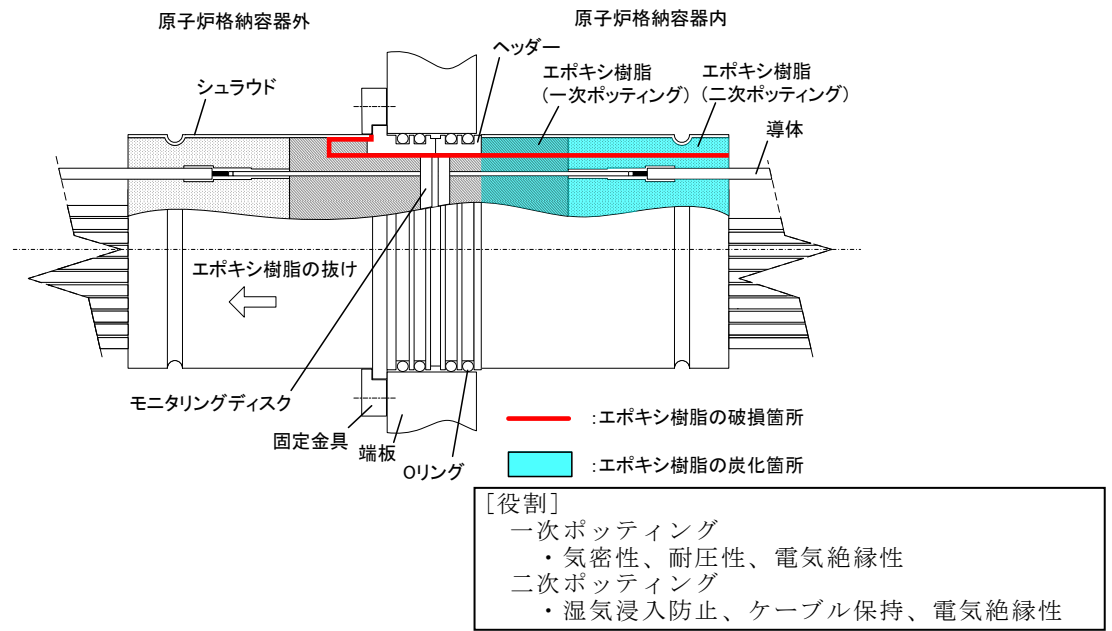 原子炉格納容器外
原子炉格納容器内
ヘッダー
エポキシ樹脂
(一次ポッティング)
エポキシ樹脂
(二次ポッティング)
シュラウド
導体
エポキシ樹脂の抜け
モニタリングディスク
固定金具
端板
Oリング
:エポキシ樹脂の破損箇所
:エポキシ樹脂の炭化箇所
[役割]
一次ポッティング
・気密性、耐圧性、電気絶縁性
二次ポッティング
・湿気浸入防止、ケーブル保持、電気絶縁性